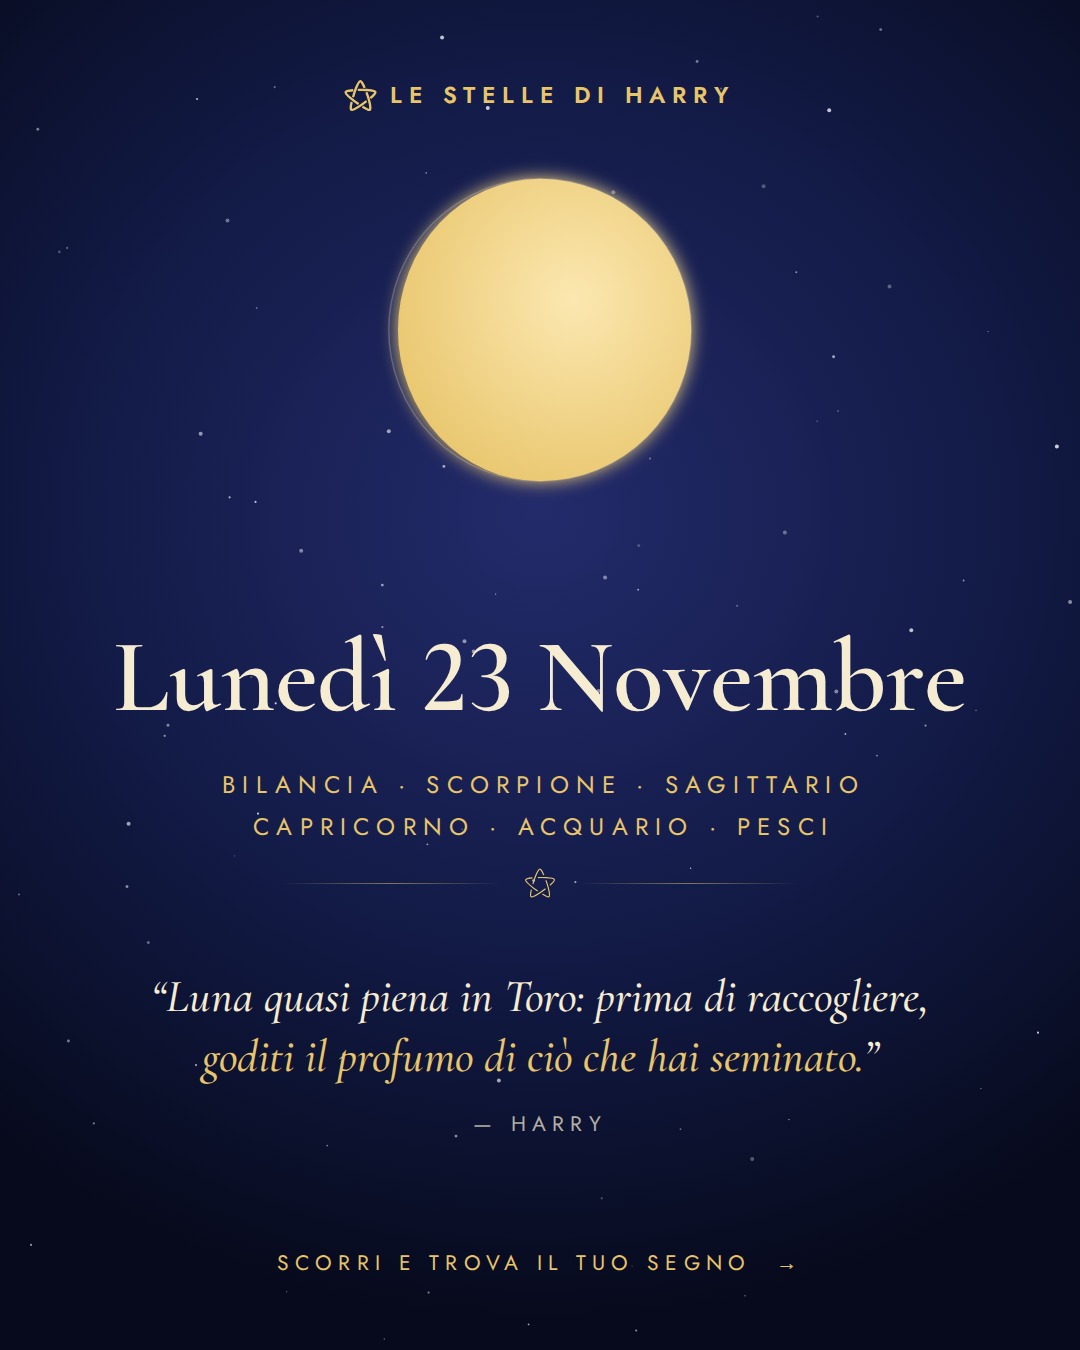 LE STELLE DI HARRY
Lunedì 23 Novembre
BILANCIA · SCORPIONE · SAGITTARIO
CAPRICORNO · ACQUARIO · PESCI
“Luna quasi piena in Toro: prima di raccogliere,
goditi il profumo di ciò che hai seminato.”
— HARRY
SCORRI E TROVA IL TUO SEGNO →